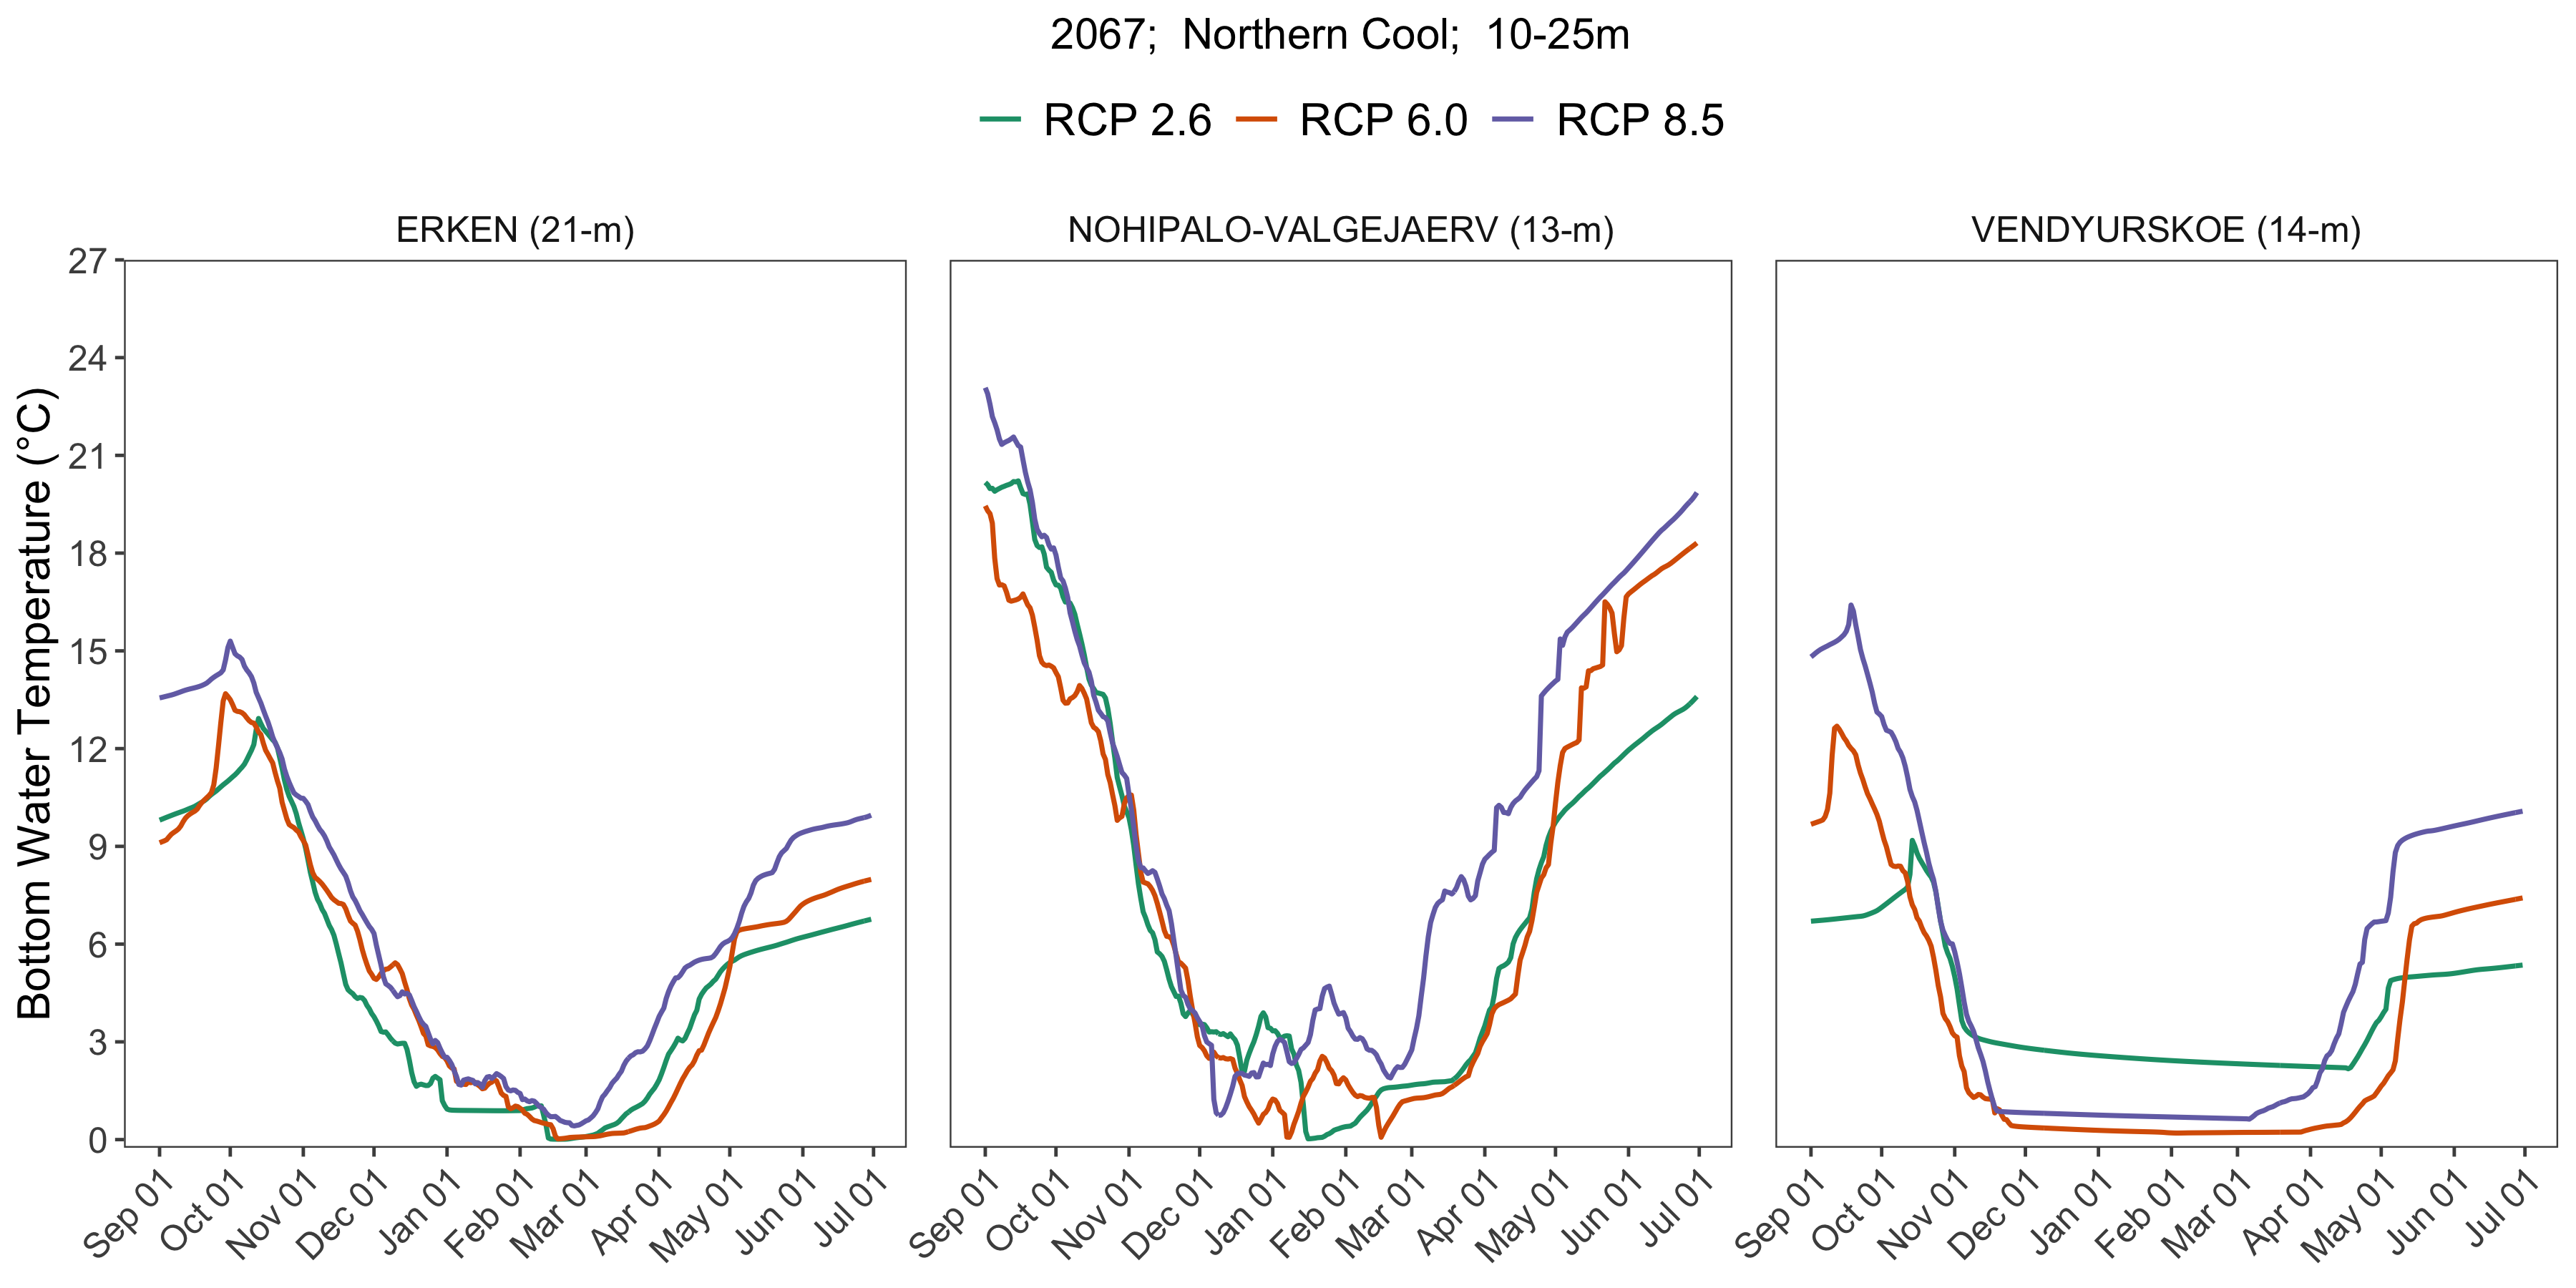 2067;  Northern Cool;  10-25m
RCP 2.6 RCP 6.0 RCP 8.5
ERKEN (21-m) NOHIPALO-VALGEJAERV (13-m) VENDYURSKOE (14-m)
Bottom Water Temperature (°C)
27
24
21
18
15
12
9
6
3
0
Sep 01 Oct 01 Nov 01 Dec 01 Jan 01 Feb 01 Mar 01 Apr 01 May 01 Jun 01 Jul 01
Sep 01 Oct 01 Nov 01 Dec 01 Jan 01 Feb 01 Mar 01 Apr 01 May 01 Jun 01 Jul 01
Sep 01 Oct 01 Nov 01 Dec 01 Jan 01 Feb 01 Mar 01 Apr 01 May 01 Jun 01 Jul 01